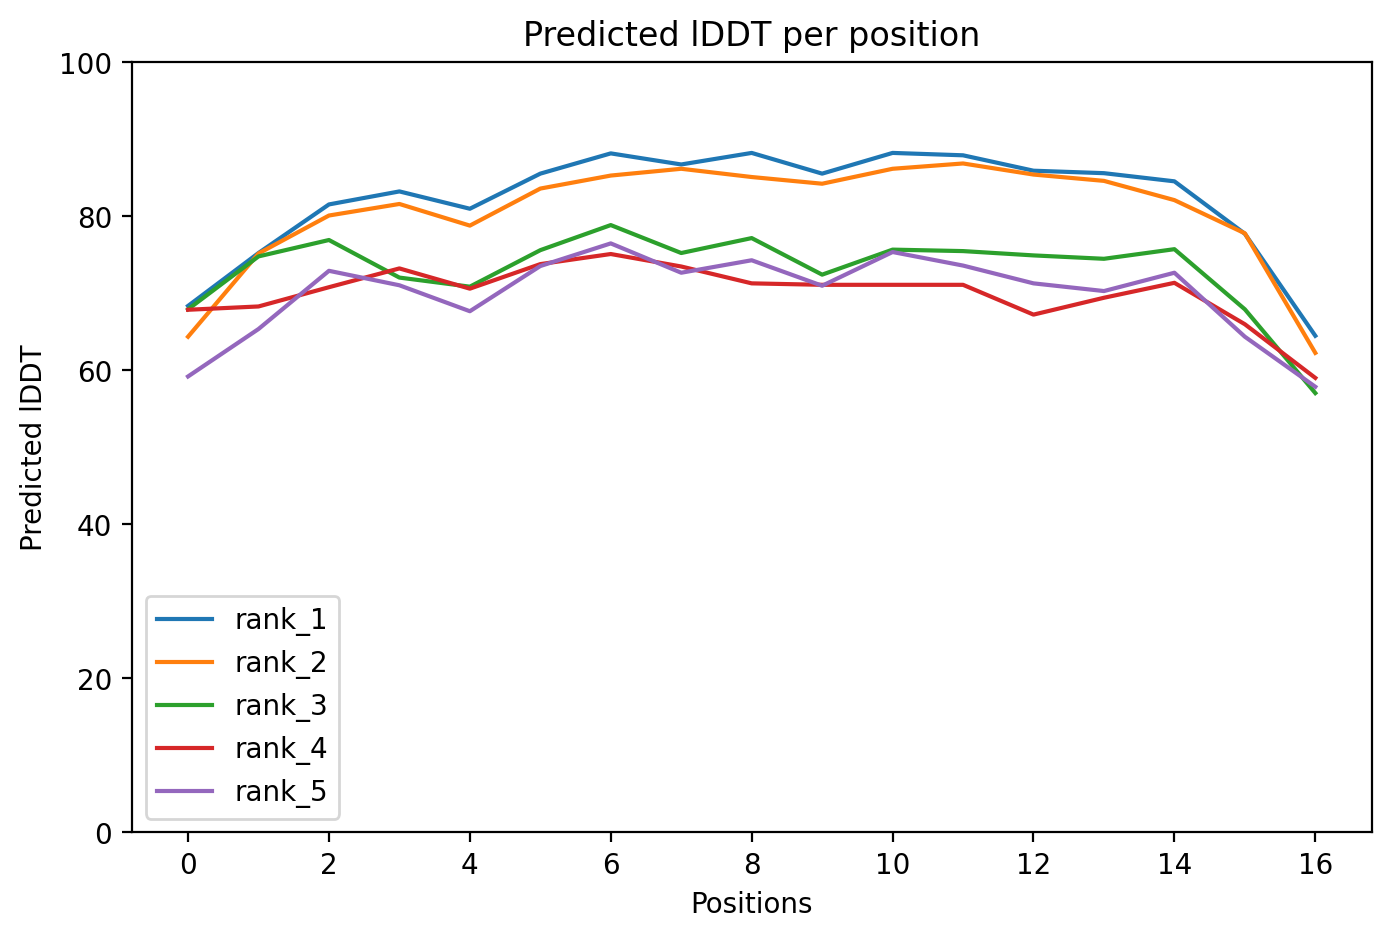 Predicted lDDT per position
100
80
60
40
20
0
Predicted lDDT
rank_1
rank_2
rank_3
rank_4
rank_5
0 2 4 6 8 10 12 14 16
Positions